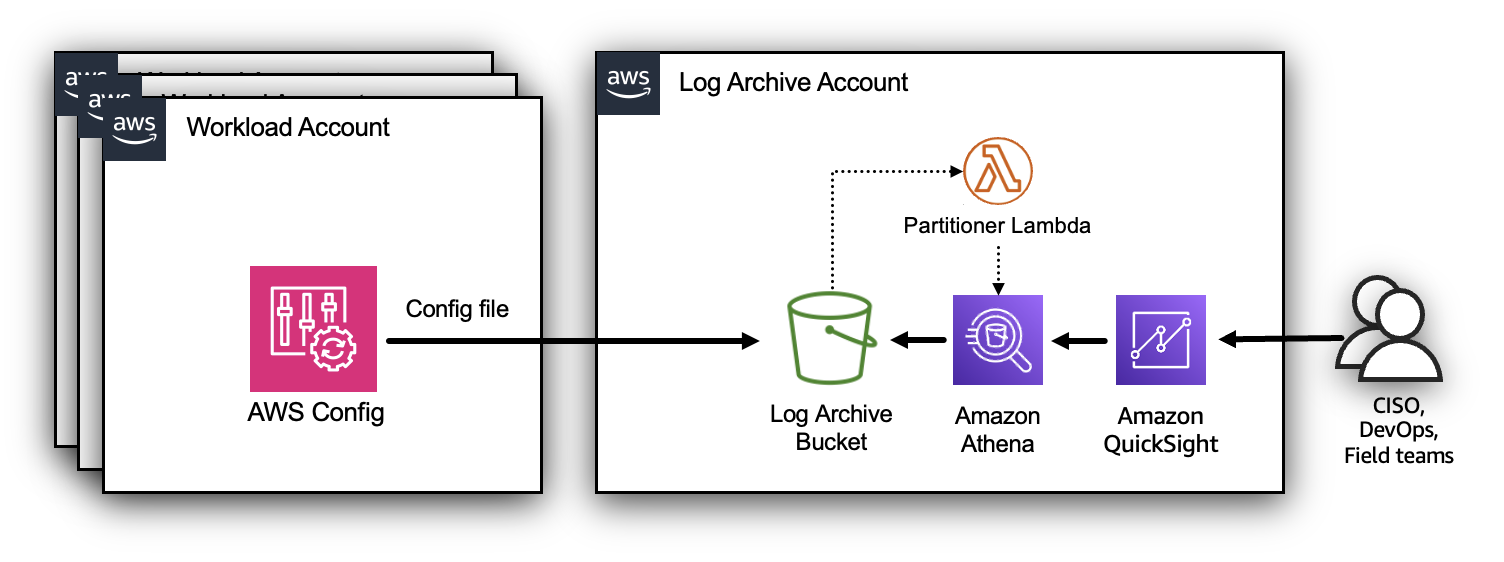 aws
aws
aws
Workload Account
Config file
AWS Config
aws
Log Archive Account
Partitioner Lambda
Log Archive
Bucket
Amazon
Athena
Amazon
QuickSight
CISO,
DevOps,
Field teams